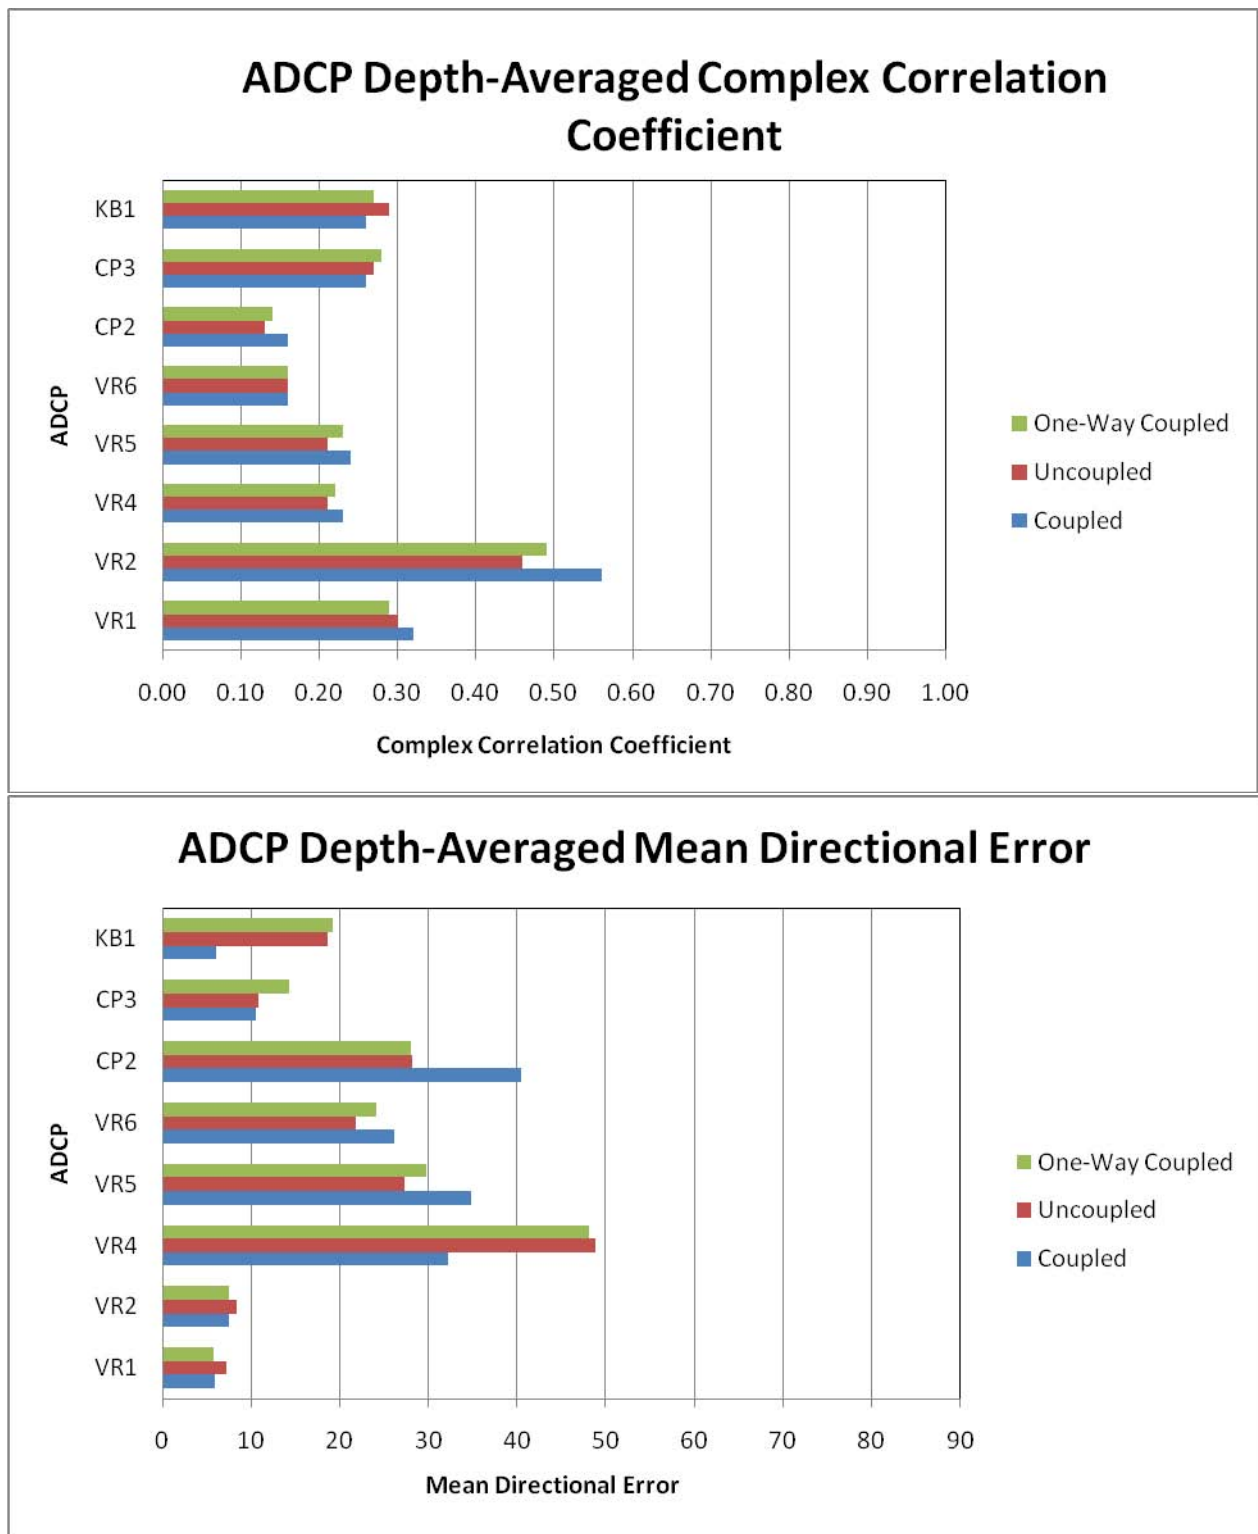 ADCP Depth-Averaged Complex Correlation
Coefficient
KB1
CP3
CP2
VR6
VR5
VR4
VR2
VR1
ADCP
0.00 0.10 0.20 0.30 0.40 0.50 0.60 0.70 0.80 0.90 1.00
Complex Correlation Coefficient
One-Way Coupled
Uncoupled
Coupled
ADCP Depth-Averaged Mean Directional Error
KB1
CP3
CP2
VR6
VR5
VR4
VR2
VR1
ADCP
0 10 20 30 40 50 60 70 80 90
Mean Directional Error
One-Way Coupled
Uncoupled
Coupled